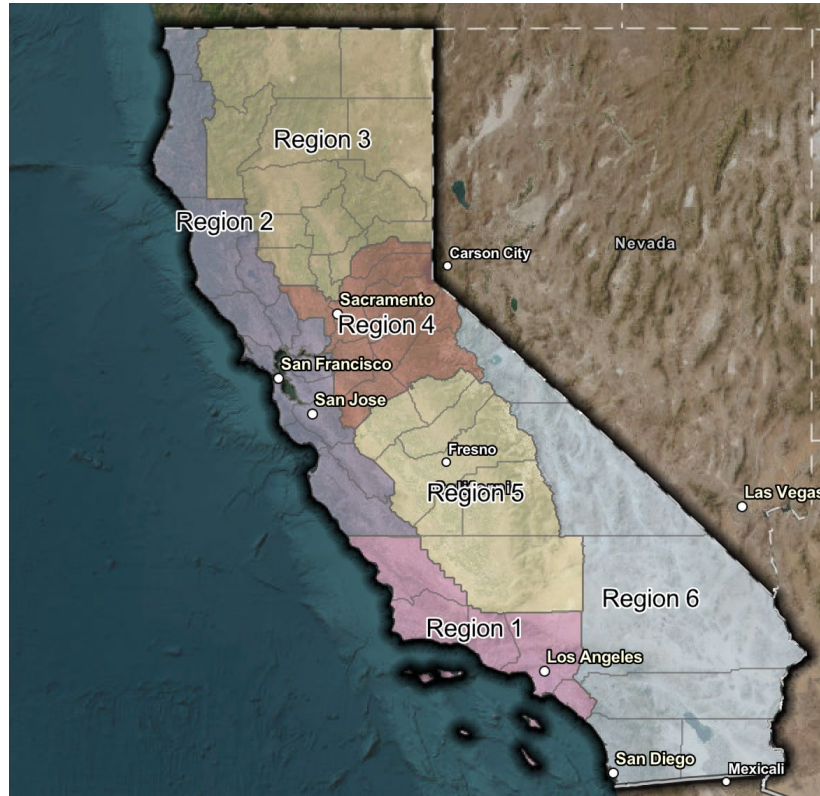 Region 3
Region 2
Nevada
Carson City
Sacramento
Region 4
San Francisco
San Jose
Fresno
Region 5
Las Vegas
Region 6
Region 1
Los Angeles
San Diego
Mexicali